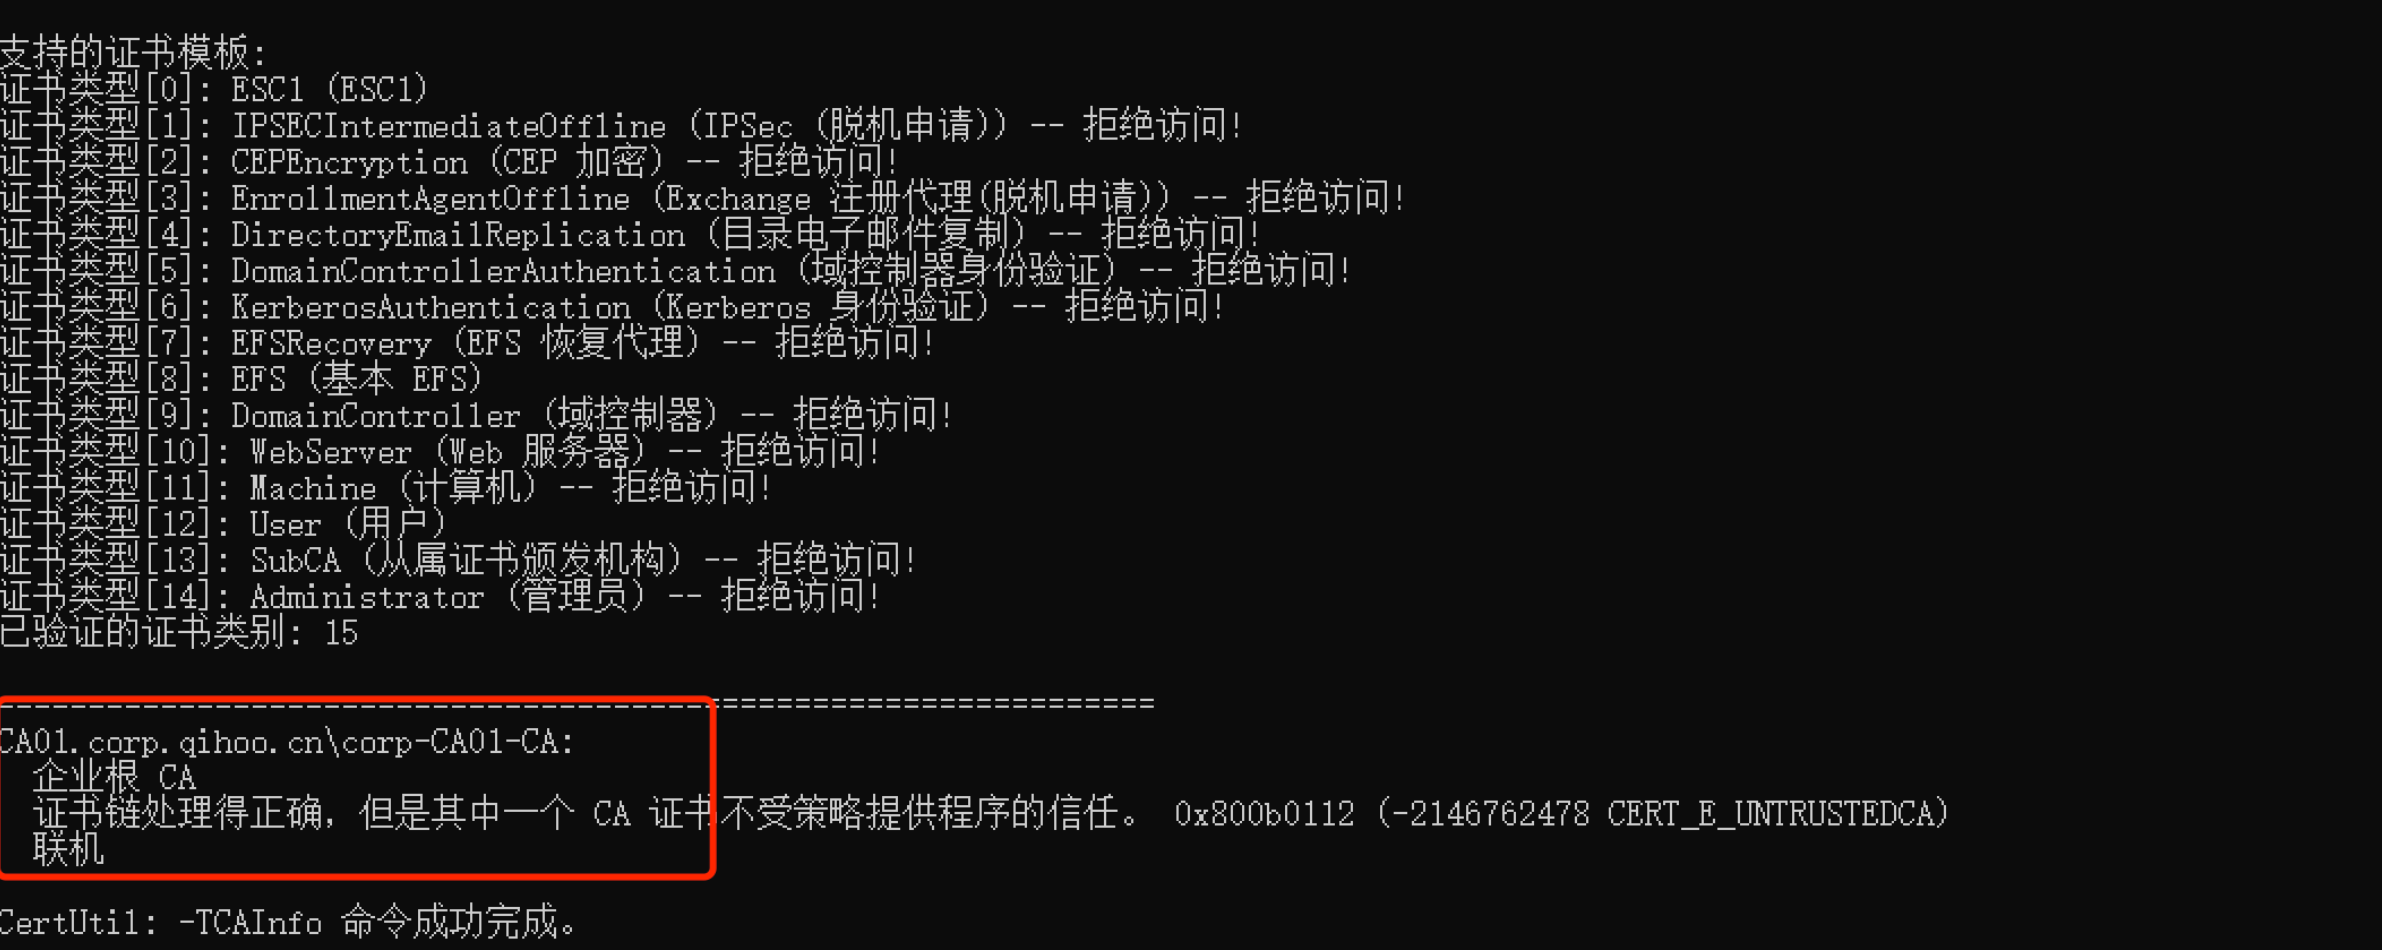 支持的证书模板:
证书类型[0]: ESC1 (ESC1)
证书类型[1]: IPSECIntermediateOffline (IPSec (脱机申请)) -- 拒绝访问!
证书类型[2]: CEPEncryption (CEP 加密) -- 拒绝访问!
证书类型[3]: EnrollmentAgentOffline (Exchange 注册代理(脱机申请)) -- 拒绝访问!
证书类型[4]: DirectoryEmailReplication (目录电子邮件复制) -- 拒绝访问!
证书类型[5]: DomainControllerAuthentication (域控制器身份验证) -- 拒绝访问!
证书类型[6]: KerberosAuthentication (Kerberos 身份验证) -- 拒绝访问!
证书类型[7]: EFSRecovery (EFS 恢复代理) -- 拒绝访问!
证书类型[8]: EFS (基本 EFS)
证书类型[9]: DomainController (域控制器) -- 拒绝访问!
证书类型[10]: WebServer (Web 服务器) -- 拒绝访问!
证书类型[11]: Machine (计算机) -- 拒绝访问!
证书类型[12]: User (用户)
证书类型[13]: SubCA (从属证书颁发机构) -- 拒绝访问!
证书类型[14]: Administrator (管理员) -- 拒绝访问!
已验证的证书类别: 15
================================================================
CA01.corp.qihoo.cn\corp-CA01-CA:
企业根 CA
证书链处理得正确，但是其中一个 CA 证书不受策略提供程序的信任。 0x800b0112 (-2146762478 CERT_E_UNTRUSTEDCA)
联机
CertUtil: -TCAInfo 命令成功完成。